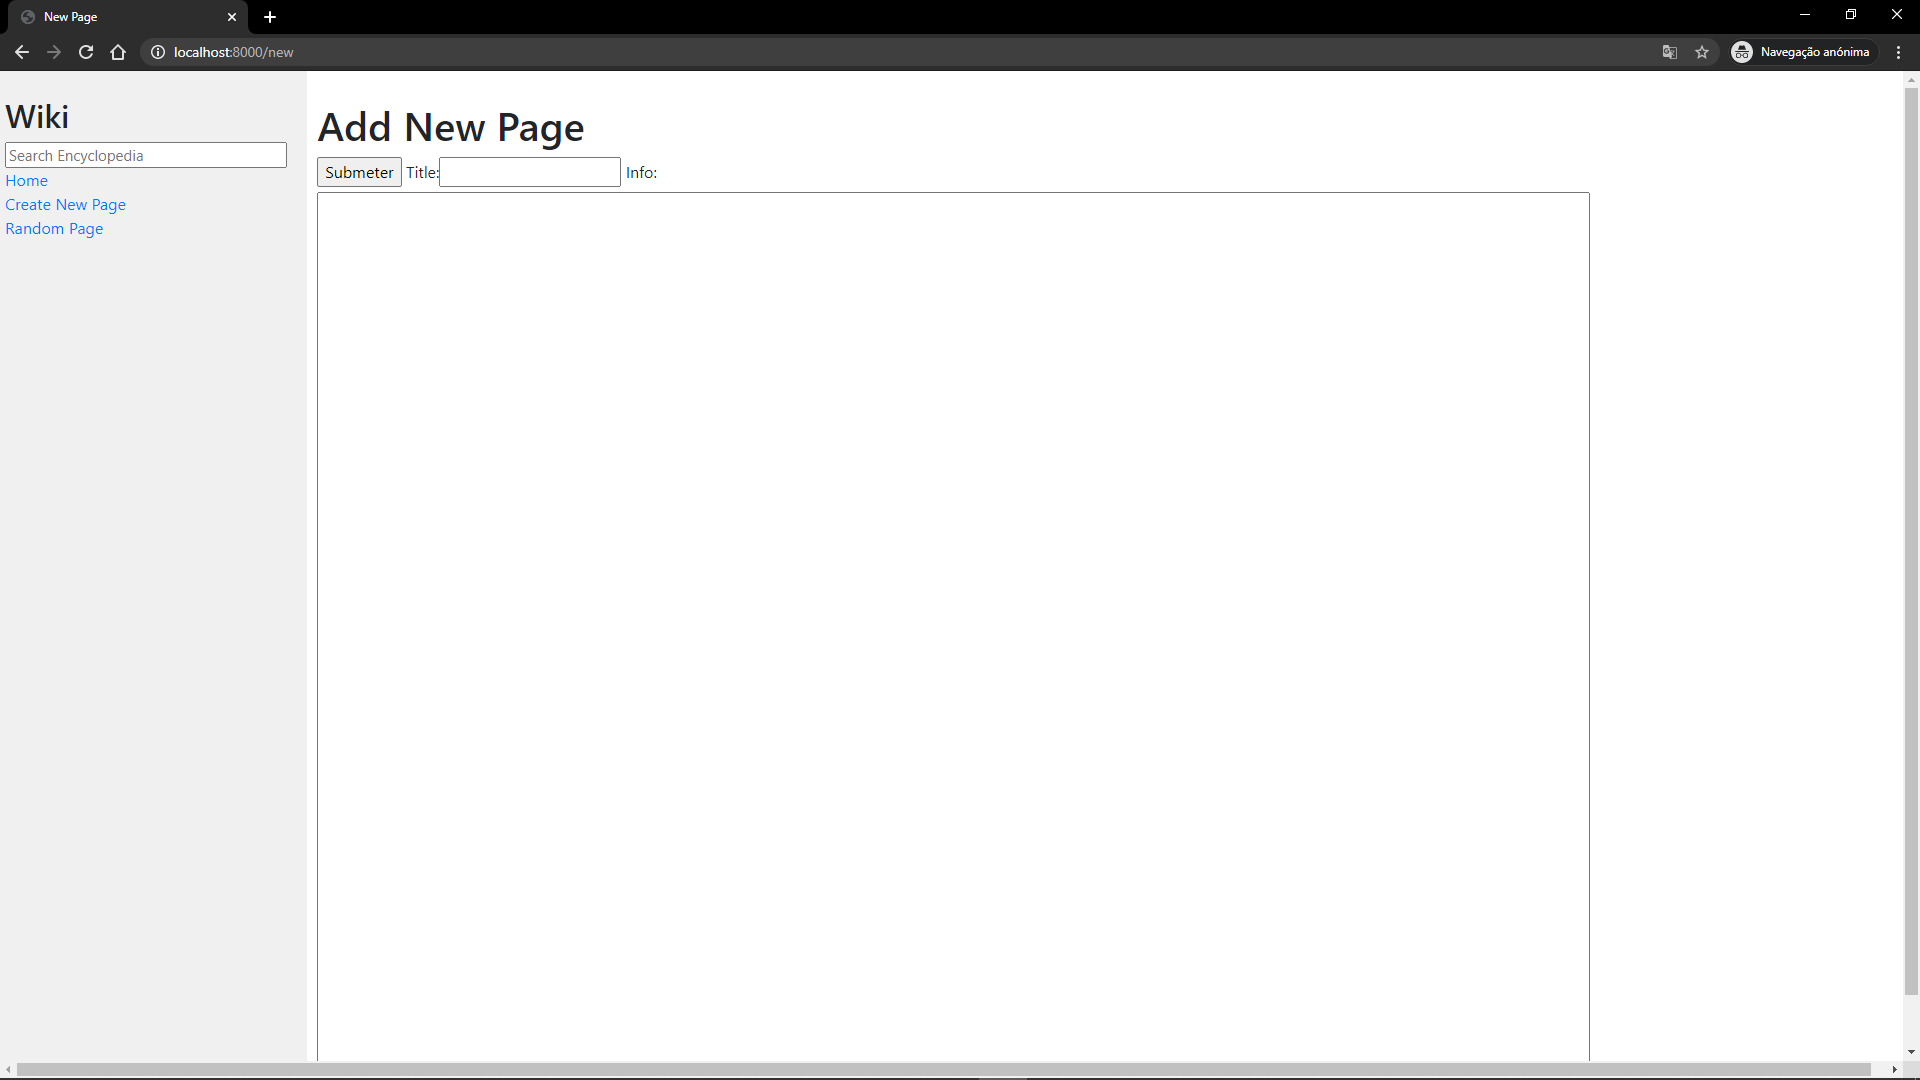 New Page
localhost:8000/new
Navegação anónima
Wiki
Search Encyclopedia
Home
Create New Page
Random Page
Add New Page
Submeter Title: Info: